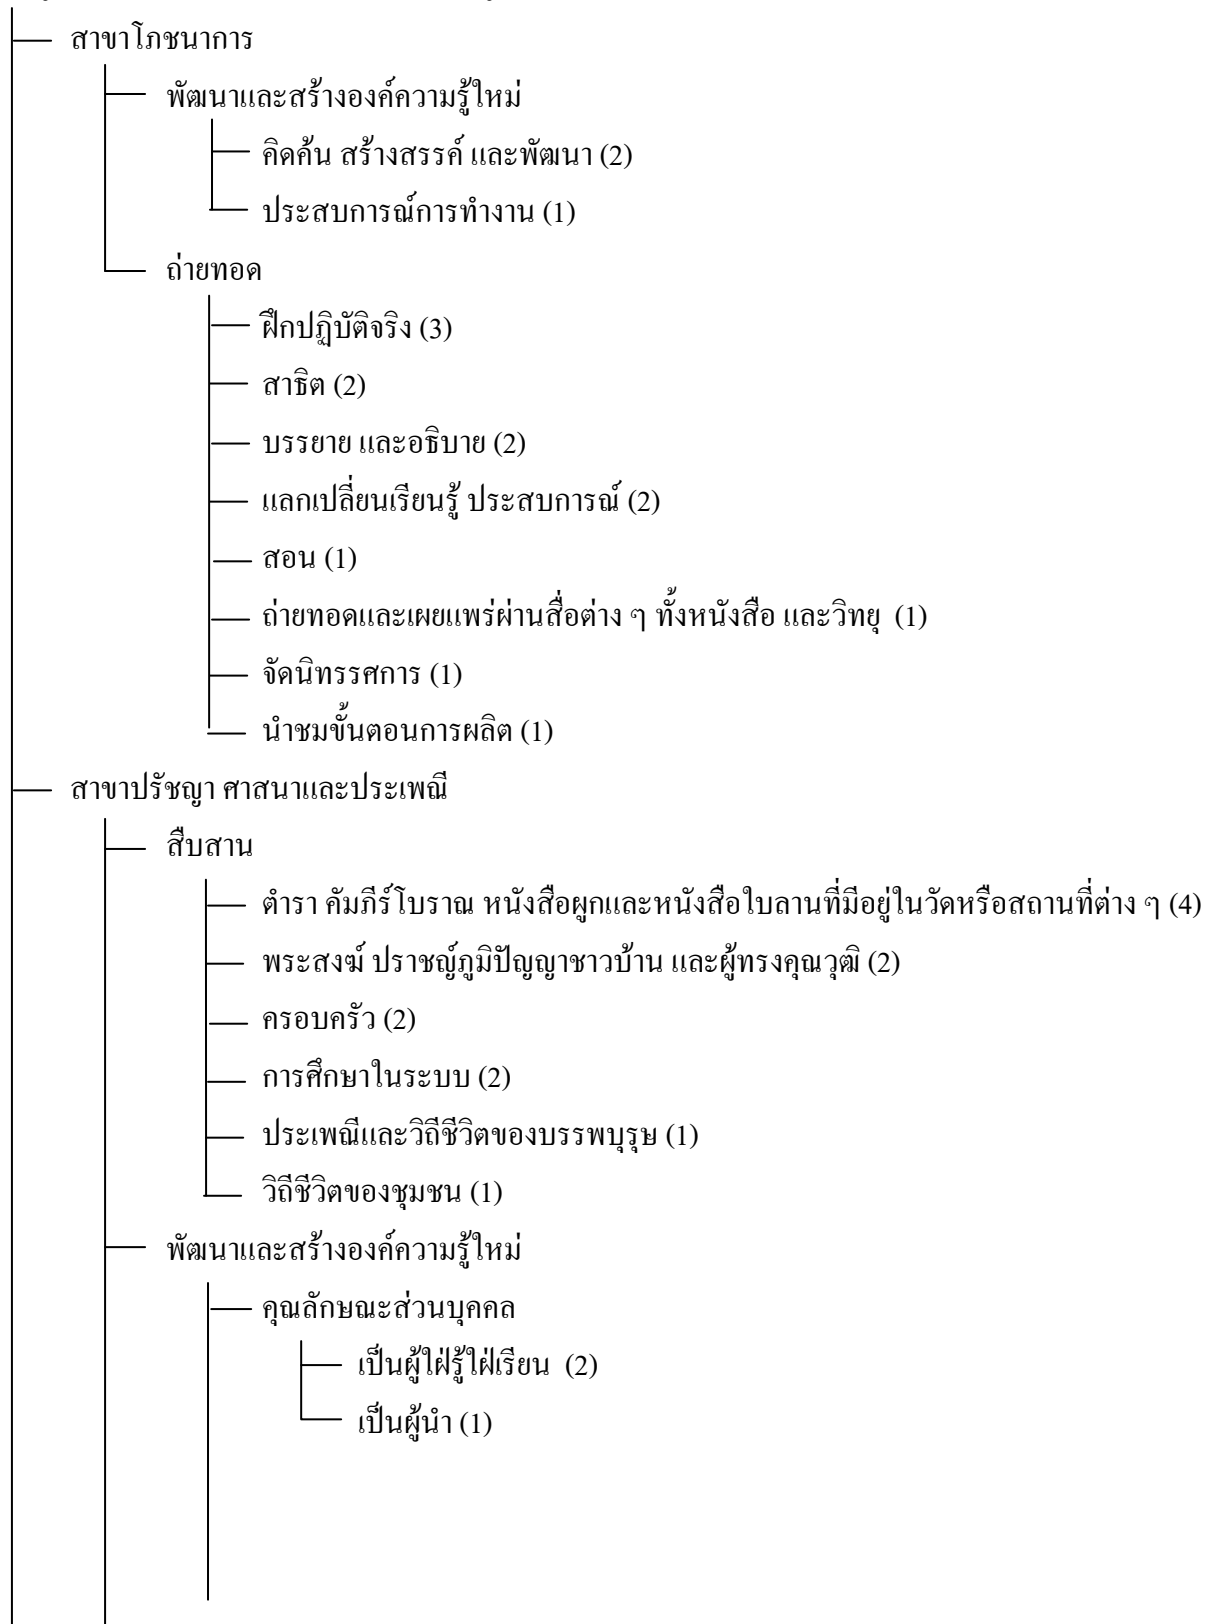 สาขาโภชนาการ
พัฒนาและสร้างองค์ความรู้ใหม่
คิดค้น สร้างสรรค์ และพัฒนา (2)
ประสบการณ์การทำงาน (1)
ถ่ายทอด
ฝึกปฏิบัติจริง (3)
สาธิต (2)
บรรยาย และอธิบาย (2)
แลกเปลี่ยนเรียนรู้ ประสบการณ์ (2)
สอน (1)
ถ่ายทอดและเผยแพร่ผ่านสื่อต่าง ๆ ทั้งหนังสือ และวิทยุ (1)
จัดนิทรรศการ (1)
นำชมขั้นตอนการผลิต (1)
สาขาปรัชญา ศาสนาและประเพณี
สืบสาน
ตำรา คัมภีร์โบราณ หนังสือผูกและหนังสือใบลานที่มีอยู่ในวัดหรือสถานที่ต่าง ๆ (4)
พระสงฆ์ ปราชญ์ภูมิปัญญาชาวบ้าน และผู้ทรงคุณวุฒิ (2)
ครอบครัว (2)
การศึกษาในระบบ (2)
ประเพณีและวิถีชีวิตของบรรพบุรุษ (1)
วิถีชีวิตของชุมชน (1)
พัฒนาและสร้างองค์ความรู้ใหม่
คุณลักษณะส่วนบุคคล
เป็นผู้ใฝ่รู้ใฝ่เรียน (2)
เป็นผู้นำ (1)